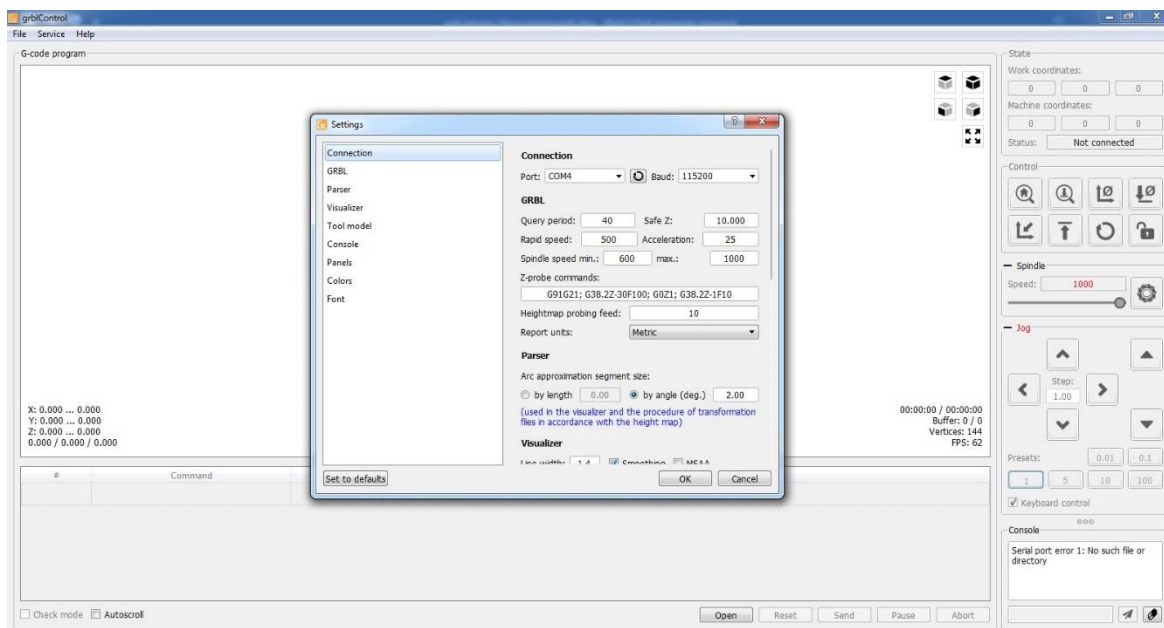 grblControl
File Service Help
G-code program
X: 0.000 ... 0.000
Y: 0.000 ... 0.000
Z: 0.000 ... 0.000
0.000 / 0.000 / 0.000
00:00:00 / 00:00:00
Buffer: 0 / 0
Vertices: 144
FPS: 62
Settings
Connection
GRBL
Parser
Visualizer
Tool model
Console
Panels
Colors
Font
Connection
Port: COM4 Baud: 115200
GRBL
Query period: 40 Safe Z: 10.000
Rapid speed: 500 Acceleration: 25
Spindle speed min.: 600 max.: 1000
Z-probe commands:
G91G21; G38.2Z-30F100; G0Z1; G38.2Z-1F10
Heightmap probing feed: 10
Report units: Metric
Parser
Arc approximation segment size:
by length 0.00 by angle (deg.) 2.00
(used in the visualizer and the procedure of transformation
files in accordance with the height map)
Visualizer
Line width: 1.4 Smoothing MSAA
Set to defaults OK Cancel
# Command
Check mode Autoscroll
Open Reset Send Pause Abort
State
Work coordinates:
0 0 0
Machine coordinates:
0 0 0
Status: Not connected
Control
Spindle
Speed: 1000
Jog
Step:
1.00
Presets: 0.01 0.1
1 5 10 100
Keyboard control
Console
Serial port error 1: No such file or
directory